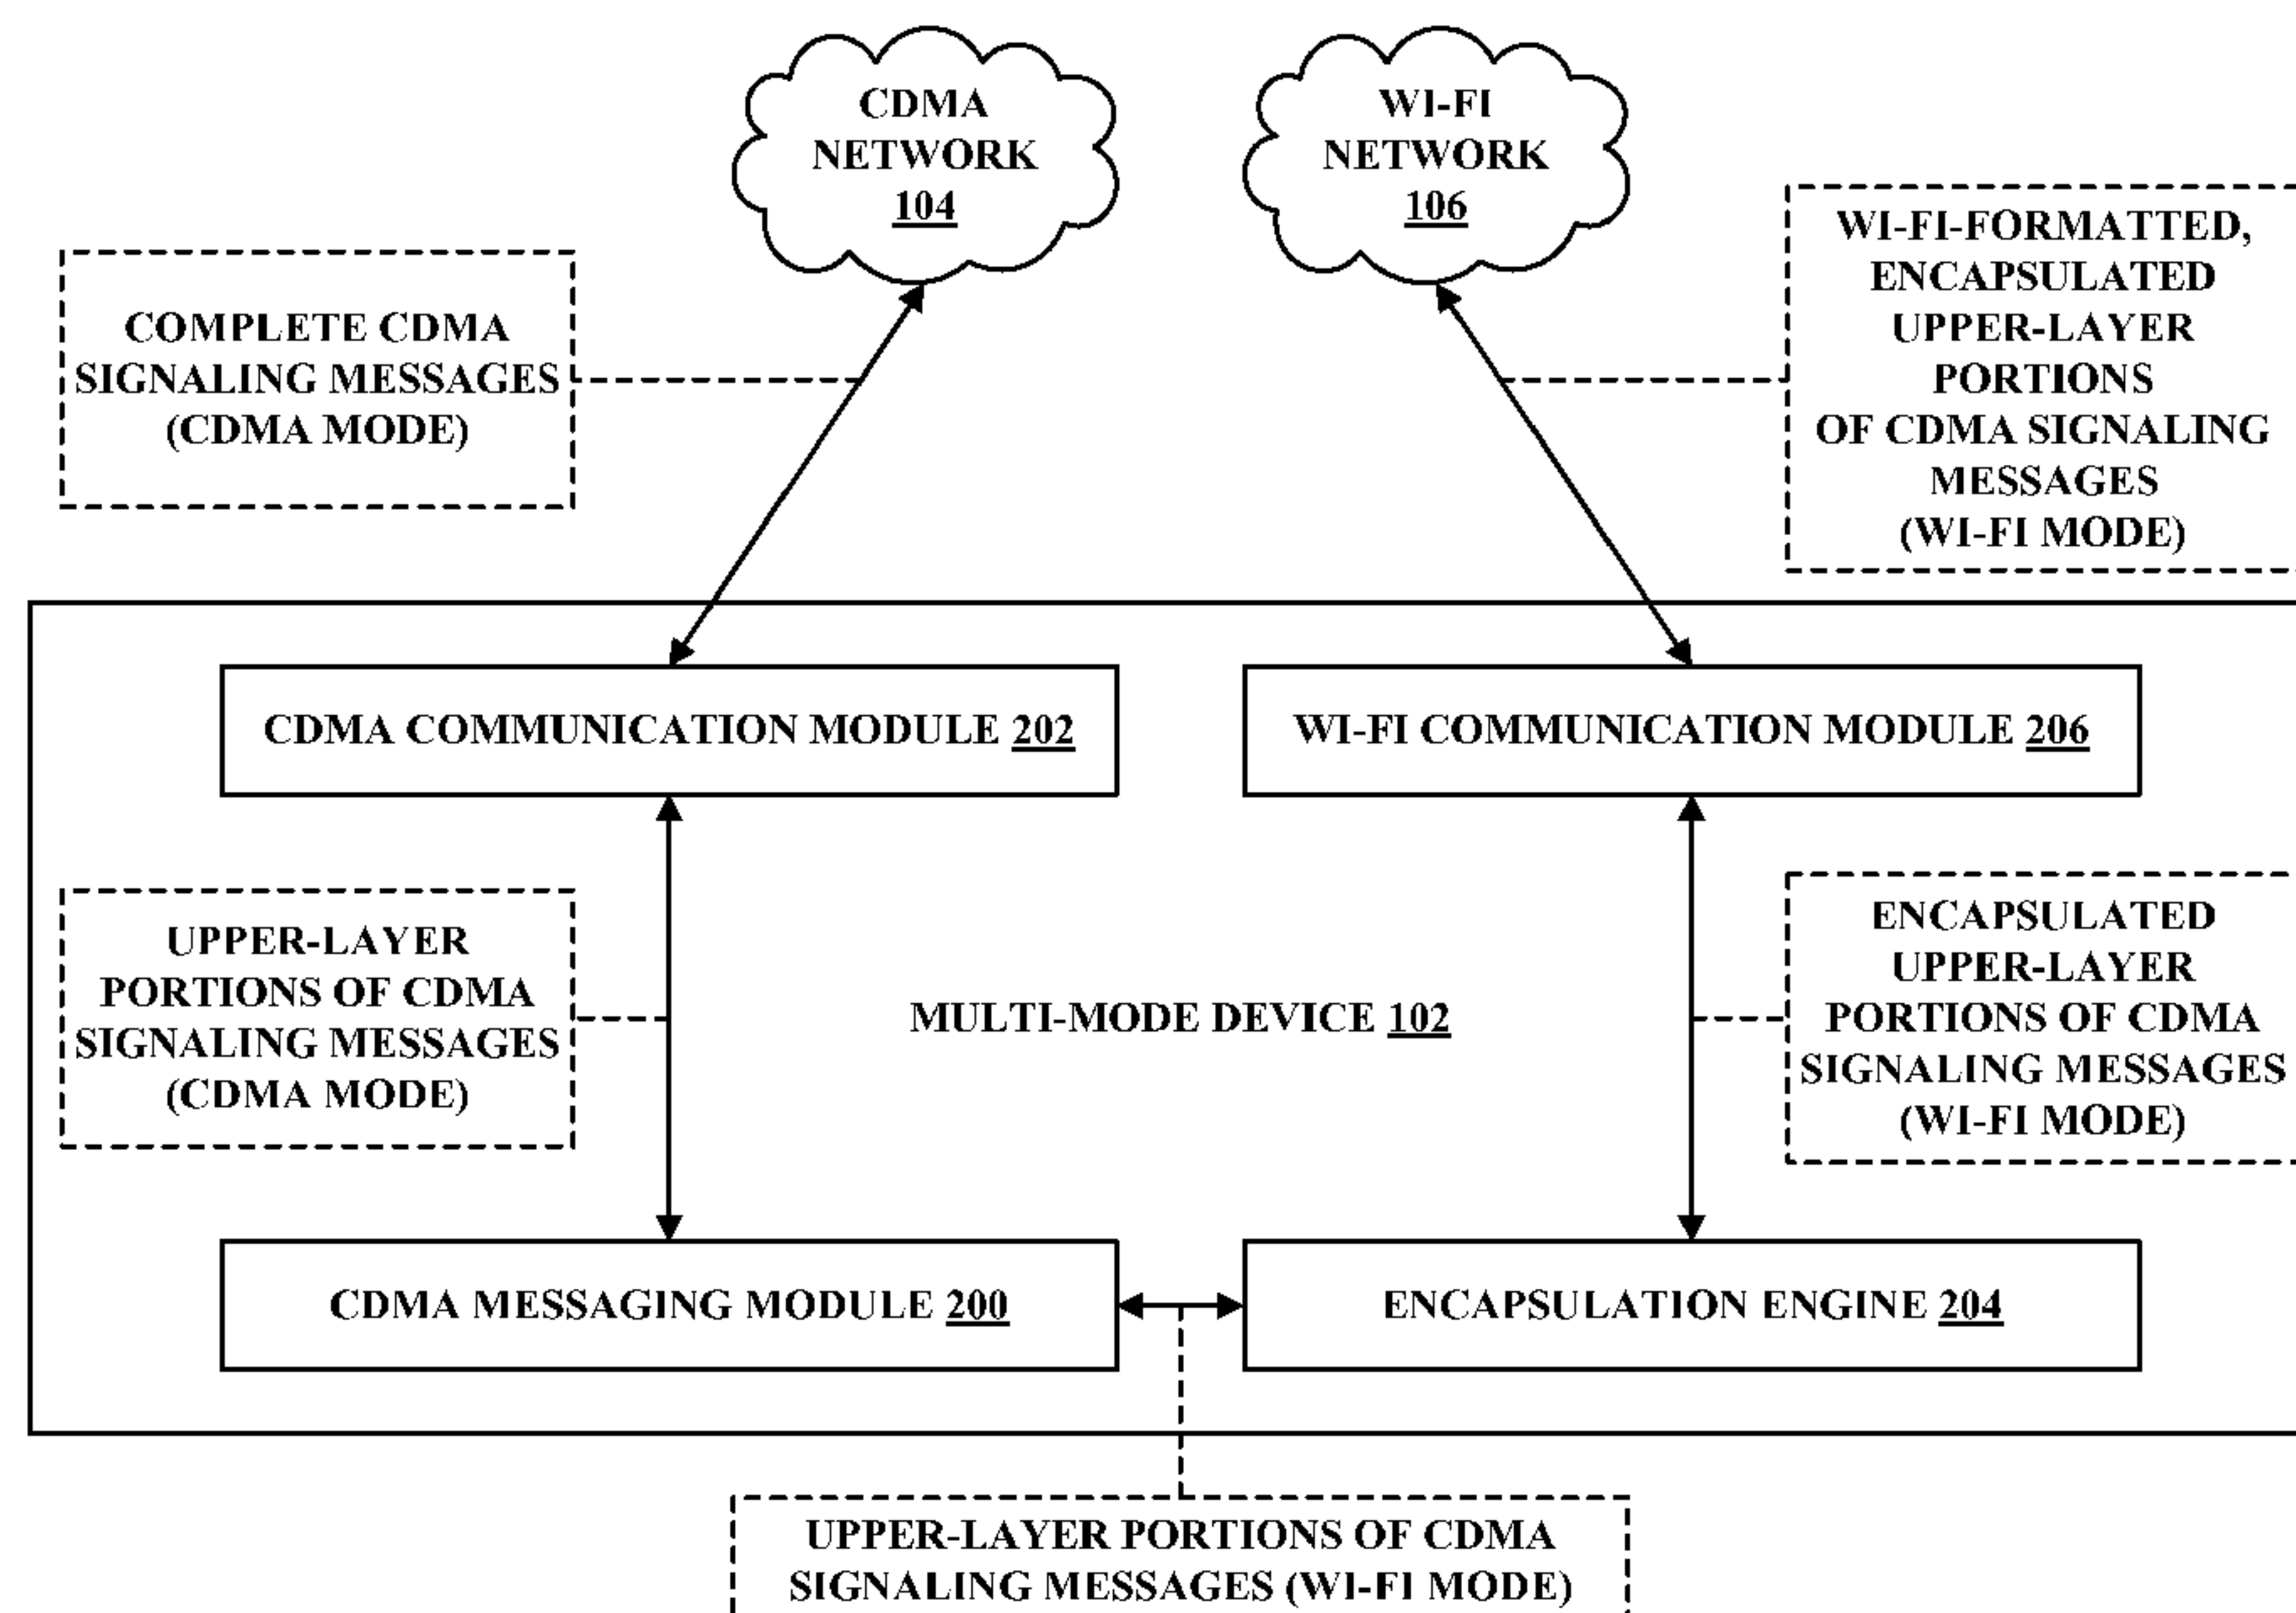 CDMA
NETWORK
104
WI-FI
NETWORK
106
WI-FI-FORMATTED,
ENCAPSULATED
UPPER-LAYER
PORTIONS
OF CDMA SIGNALING
MESSAGES
(WI-FI MODE)
COMPLETE CDMA
SIGNALING MESSAGES
(CDMA MODE)
CDMA COMMUNICATION MODULE 202
WI-FI COMMUNICATION MODULE 206
UPPER-LAYER
PORTIONS OF CDMA
SIGNALING MESSAGES
(CDMA MODE)
MULTI-MODE DEVICE 102
ENCAPSULATED
UPPER-LAYER
PORTIONS OF CDMA
SIGNALING MESSAGES
(WI-FI MODE)
CDMA MESSAGING MODULE 200
ENCAPSULATION ENGINE 204
UPPER-LAYER PORTIONS OF CDMA
SIGNALING MESSAGES (WI-FI MODE)